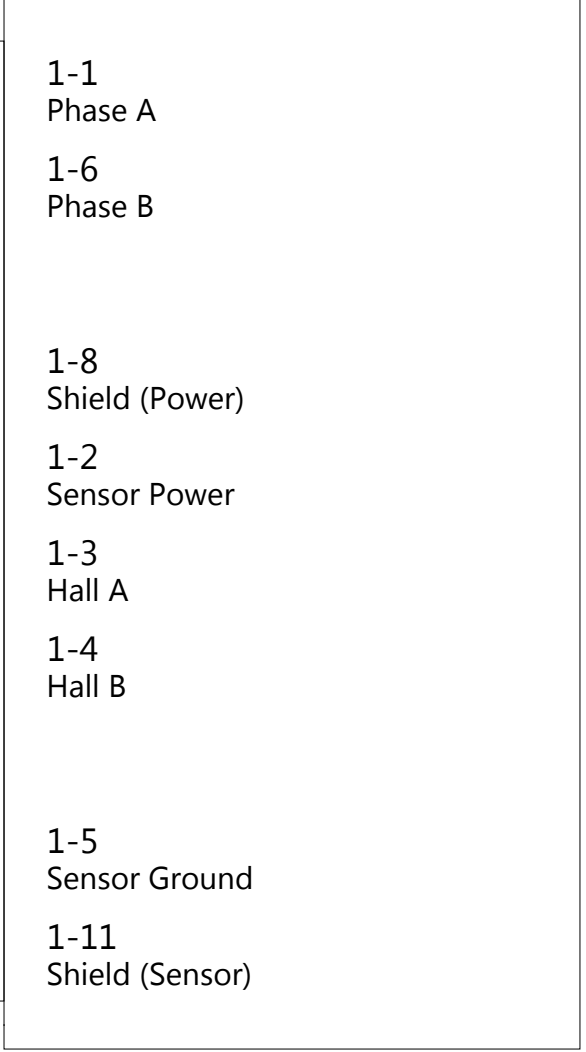 1-1
Phase A
1-6
Phase B
1-8
Shield (Power)
1-2
Sensor Power
1-3
Hall A
1-4
Hall B
1-5
Sensor Ground
1-11
Shield (Sensor)